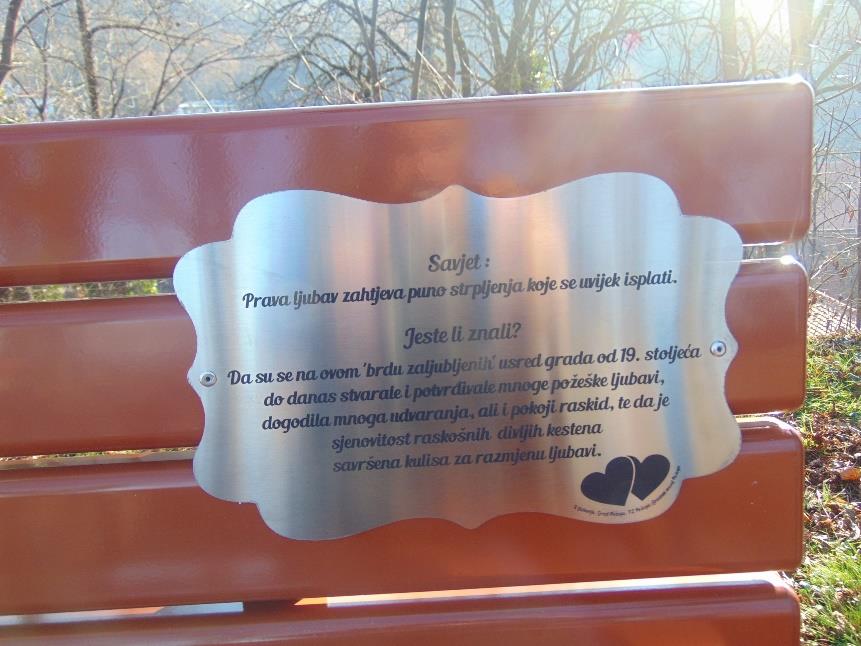 Savjet :
Prava ljubav zahtjeva puno strpljenja koje se uvijek isplati.
Jeste li znali?
Da su se na ovom 'brdu zaljubljenih' usred grada od 19. stoljeća
do danas stvarale i potvrđivale mnoge požeške ljubavi,
dogodila mnoga udvaranja, ali i pokoji raskid, te da je
sjenovitost raskošnih divljih kestena
savršena kulisa za razmjenu ljubavi.